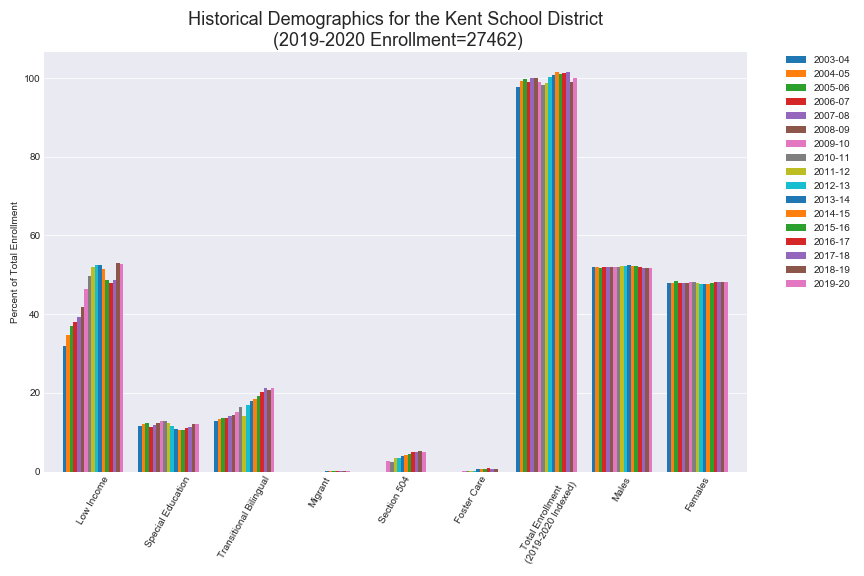 Historical Demographics for the Kent School District
(2019-2020 Enrollment=27462)
Percent of Total Enrollment
100
80
60
40
20
0
Low Income
Special Education
Transitional Bilingual
Migrant
Section 504
Foster Care
Total Enrollment
(2019-2020 Indexed)
Males
Females
2003-04
2004-05
2005-06
2006-07
2007-08
2008-09
2009-10
2010-11
2011-12
2012-13
2013-14
2014-15
2015-16
2016-17
2017-18
2018-19
2019-20